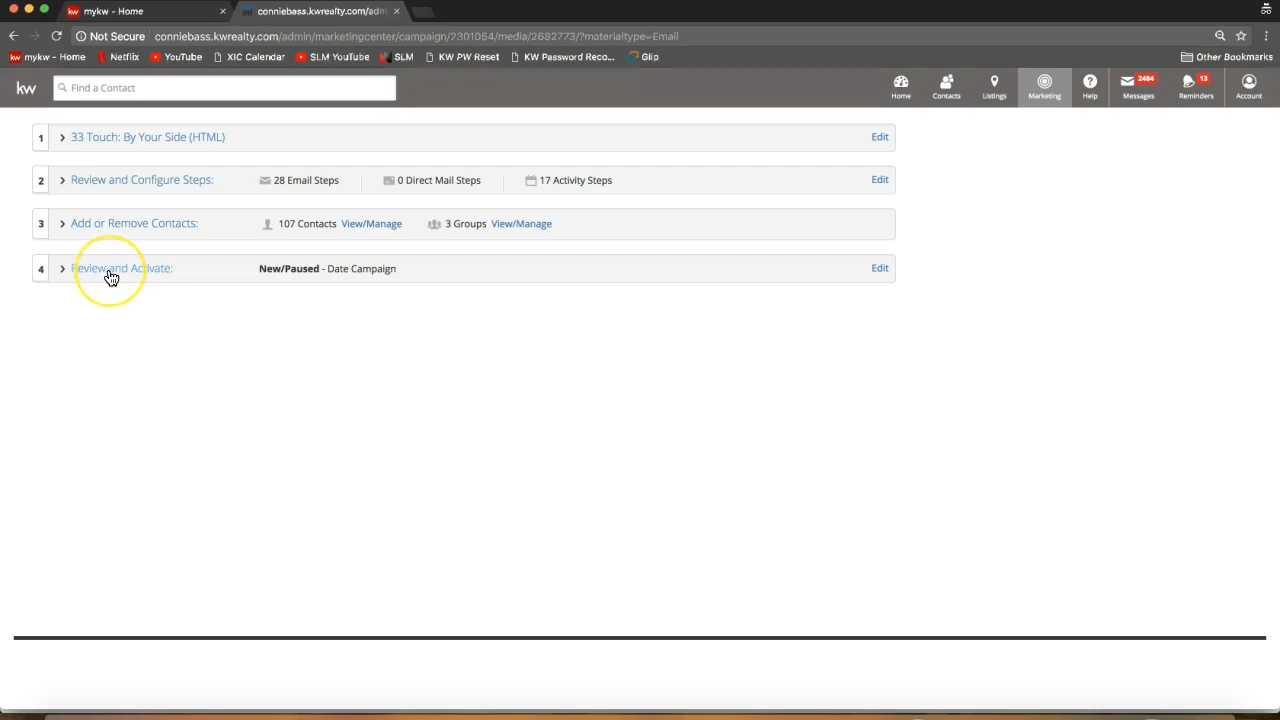 mykw - Home
conniebass.kwrealty.com/adm
Not Secure conniebass.kwrealty.com/admin/marketingcenter/campaign/2301054/media/2682773/?materialtype=Email
mykw - Home Netflix YouTube XIC Calendar SLM YouTube SLM KW PW Reset KW Password Reco... Glip Other Bookmarks
kw Find a Contact Home Contacts Listings Marketing Help Messages 2484 Reminders 13 Account
1 33 Touch: By Your Side (HTML) Edit
2 Review and Configure Steps: 28 Email Steps 0 Direct Mail Steps 17 Activity Steps Edit
3 Add or Remove Contacts: 107 Contacts View/Manage 3 Groups View/Manage
4 Review and Activate: New/Paused - Date Campaign Edit